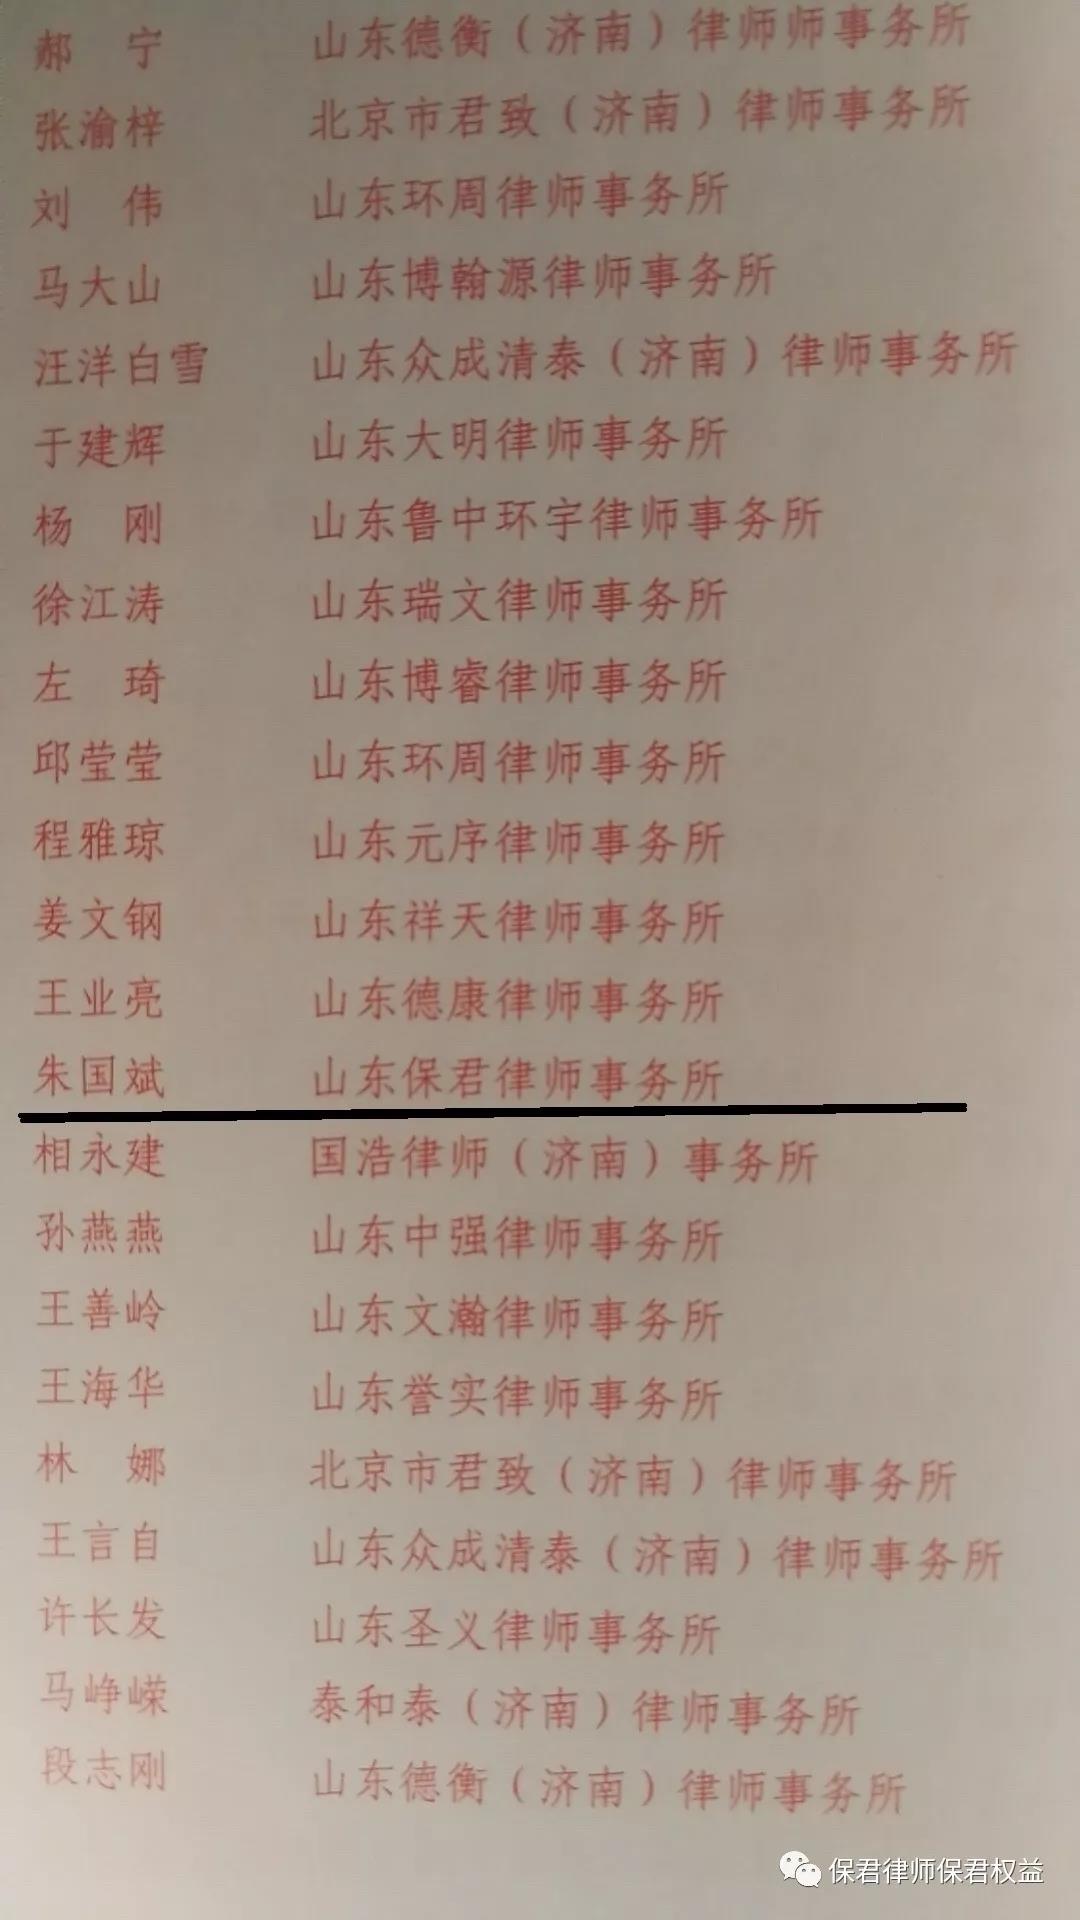 郝　宁　山东德衡（济南）律师师事务所
张渝梓　北京市君致（济南）律师事务所
刘　伟　山东环周律师事务所
马大山　山东博翰源律师事务所
汪洋白雪　山东众成清泰（济南）律师事务所
于建辉　山东大明律师事务所
杨　刚　山东鲁中环宇律师事务所
徐江涛　山东瑞文律师事务所
左　琦　山东博睿律师事务所
邱莹莹　山东环周律师事务所
程雅琼　山东元序律师事务所
姜文钢　山东祥天律师事务所
王业亮　山东德康律师事务所
朱国斌　山东保君律师事务所
相永建　国浩律师（济南）事务所
孙燕燕　山东中强律师事务所
王善岭　山东文瀚律师事务所
王海华　山东誉实律师事务所
林　娜　北京市君致（济南）律师事务所
王言自　山东众成清泰（济南）律师事务所
许长发　山东圣义律师事务所
马峥嵘　泰和泰（济南）律师事务所
段志刚　山东德衡（济南）律师事务所
保君律师保君权益